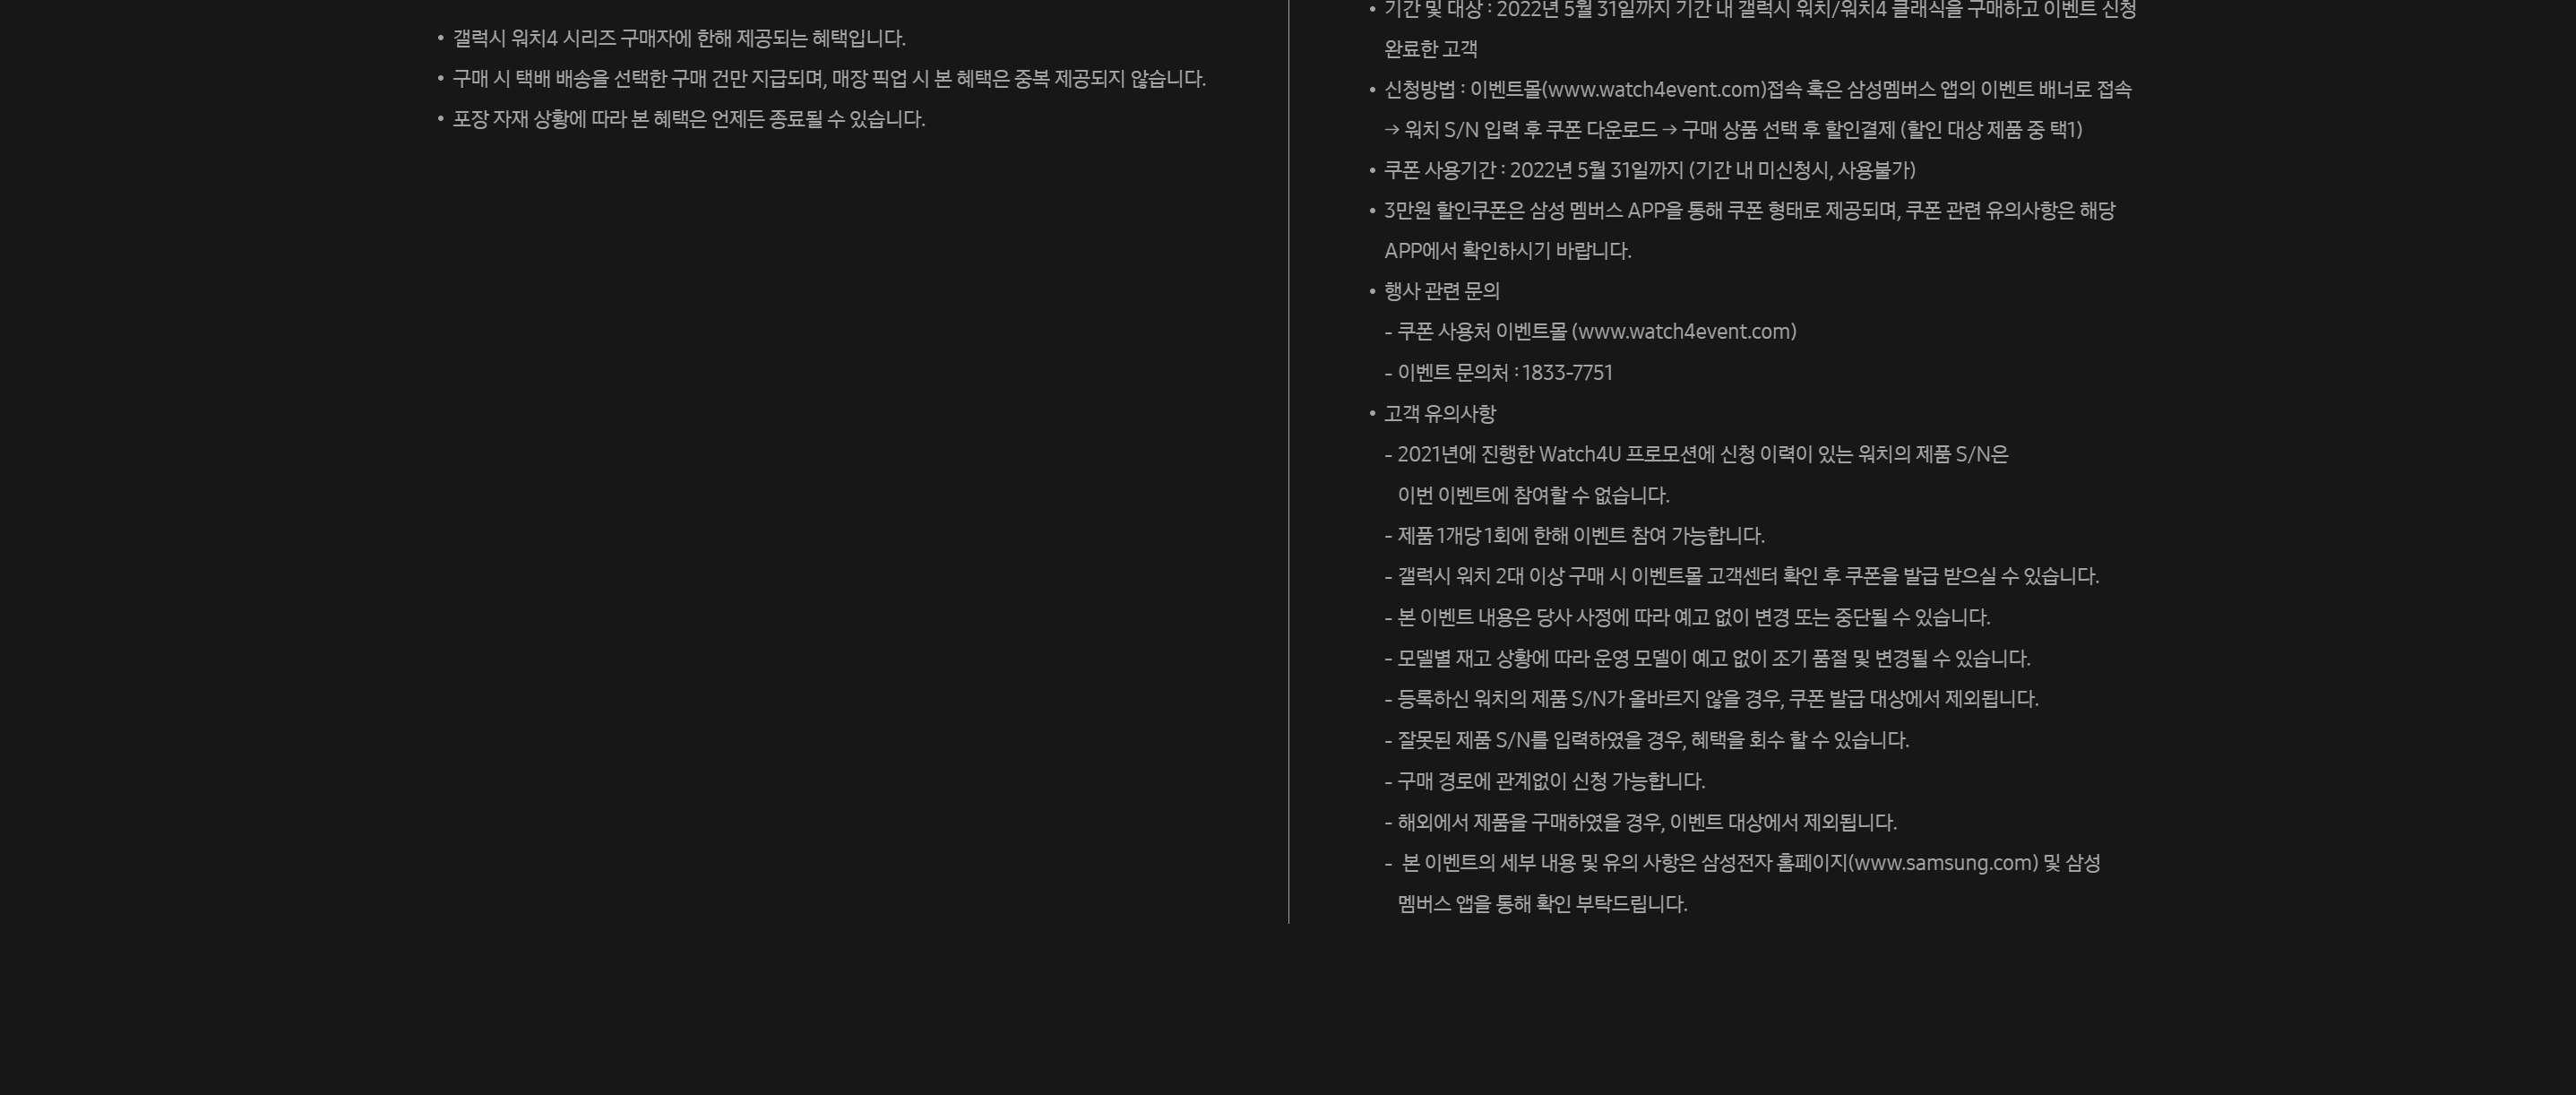 • 갤럭시 워치4 시리즈 구매자에 한해 제공되는 혜택입니다.
• 구매 시 택배 배송을 선택한 구매 건만 지급되며, 매장 픽업 시 본 혜택은 중복 제공되지 않습니다.
• 포장 자재 상황에 따라 본 혜택은 언제든 종료될 수 있습니다.
• 기간 및 대상 : 2022년 5월 31일까지 기간 내 갤럭시 워치/워치4 클래식을 구매하고 이벤트 신청
완료한 고객
• 신청방법 : 이벤트몰(www.watch4event.com)접속 혹은 삼성멤버스 앱의 이벤트 배너로 접속
→ 워치 S/N 입력 후 쿠폰 다운로드 → 구매 상품 선택 후 할인결제 (할인 대상 제품 중 택1)
• 쿠폰 사용기간 : 2022년 5월 31일까지 (기간 내 미신청시, 사용불가)
• 3만원 할인쿠폰은 삼성 멤버스 APP을 통해 쿠폰 형태로 제공되며, 쿠폰 관련 유의사항은 해당
APP에서 확인하시기 바랍니다.
• 행사 관련 문의
- 쿠폰 사용처 이벤트몰 (www.watch4event.com)
- 이벤트 문의처 : 1833-7751
• 고객 유의사항
- 2021년에 진행한 Watch4U 프로모션에 신청 이력이 있는 워치의 제품 S/N은
이번 이벤트에 참여할 수 없습니다.
- 제품 1개당 1회에 한해 이벤트 참여 가능합니다.
- 갤럭시 워치 2대 이상 구매 시 이벤트몰 고객센터 확인 후 쿠폰을 발급 받으실 수 있습니다.
- 본 이벤트 내용은 당사 사정에 따라 예고 없이 변경 또는 중단될 수 있습니다.
- 모델별 재고 상황에 따라 운영 모델이 예고 없이 조기 품절 및 변경될 수 있습니다.
- 등록하신 워치의 제품 S/N가 올바르지 않을 경우, 쿠폰 발급 대상에서 제외됩니다.
- 잘못된 제품 S/N를 입력하였을 경우, 혜택을 회수 할 수 있습니다.
- 구매 경로에 관계없이 신청 가능합니다.
- 해외에서 제품을 구매하였을 경우, 이벤트 대상에서 제외됩니다.
- 본 이벤트의 세부 내용 및 유의 사항은 삼성전자 홈페이지(www.samsung.com) 및 삼성
멤버스 앱을 통해 확인 부탁드립니다.